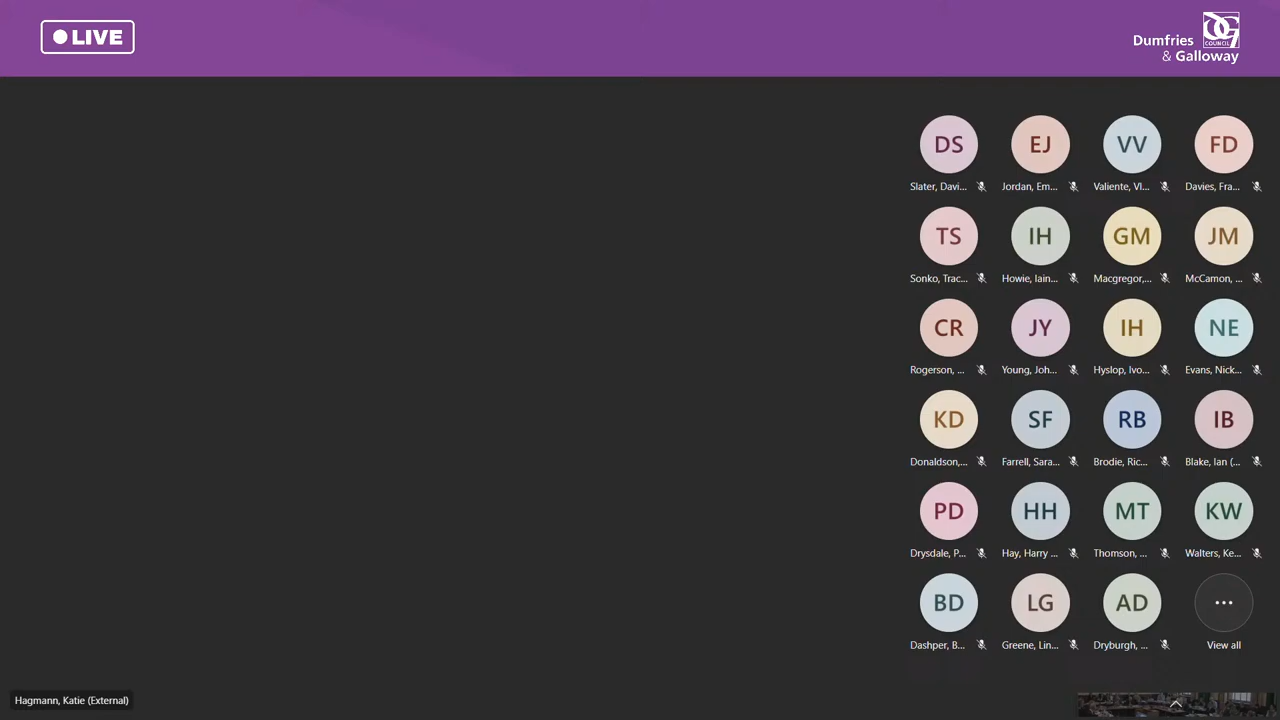 LIVE
Dumfries
COUNCIL
& Galloway
DS EJ VV FD
Slater, Davi... Jordan, Em... Valiente, Vl... Davies, Fra...
TS IH GM JM
Sonko, Trac... Howie, Iain... Macgregor,... McCamon, ...
CR JY IH NE
Rogerson, ... Young, Joh... Hyslop, Ivo... Evans, Nick...
KD SF RB IB
Donaldson,... Farrell, Sara... Brodie, Ric... Blake, Ian (...
PD HH MT KW
Drysdale, P... Hay, Harry ... Thomson, ... Walters, Ke...
BD LG AD ...
Dashper, B... Greene, Lin... Dryburgh, ... View all
Hagmann, Katie (External)